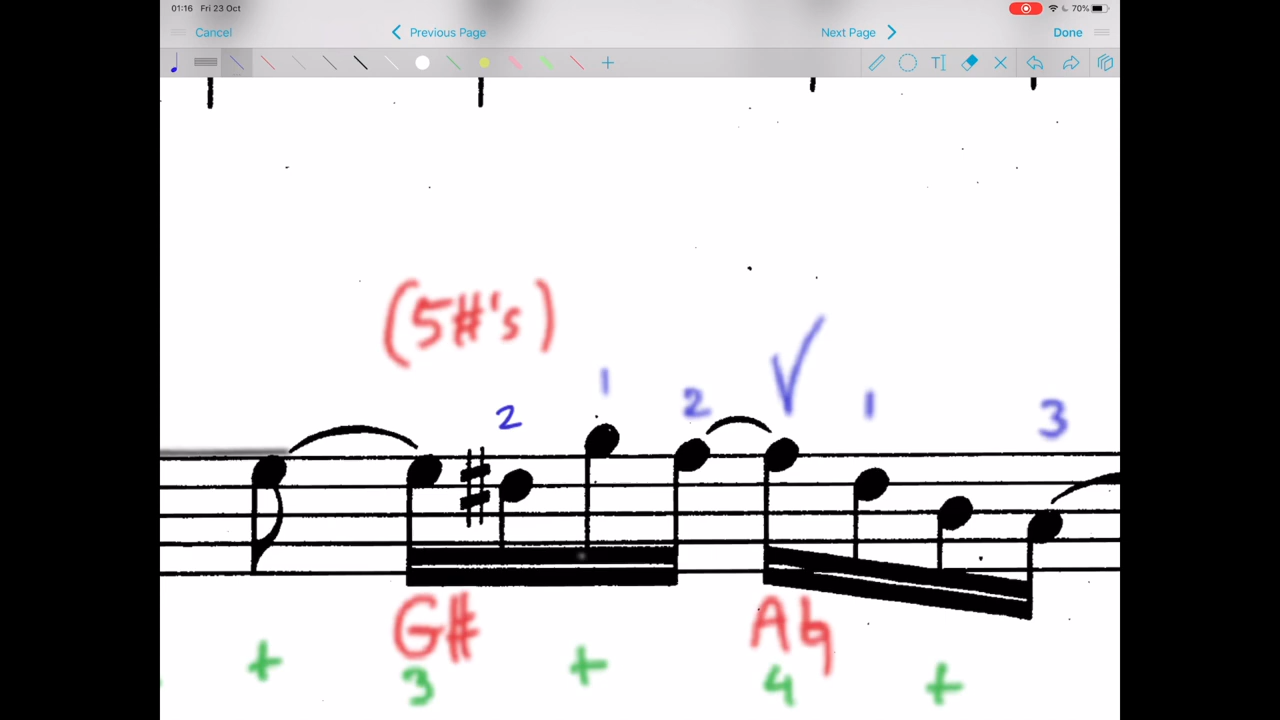 01:16 Fri 23 Oct 70%
Cancel Previous Page Next Page Done
T
(5#'s)
2 1 2 V 1 3
G# A♮
+ 3 + 4 +